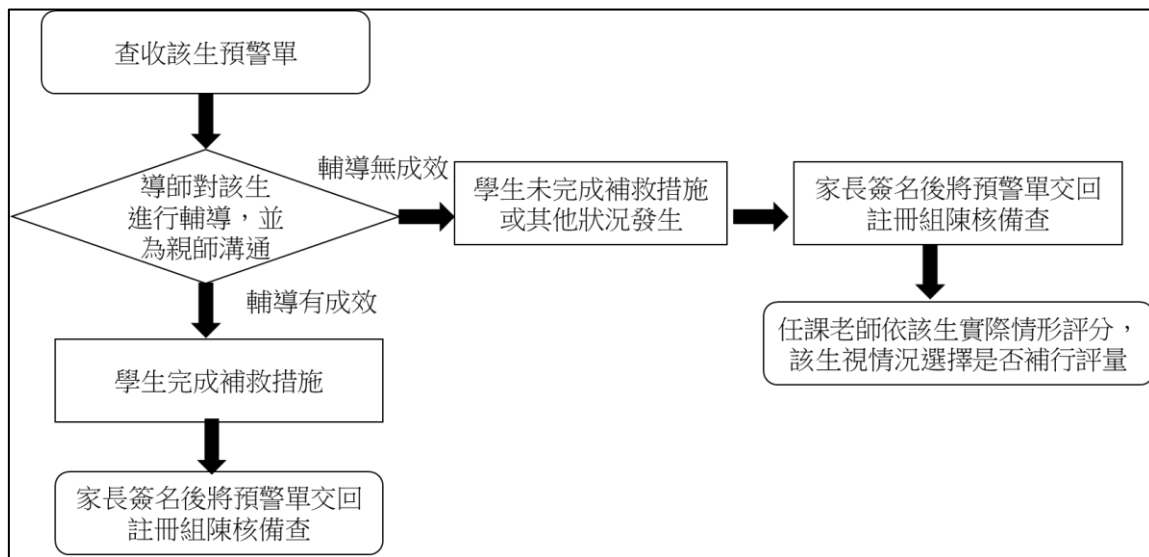 查收該生預警單
導師對該生
進行輔導，並
為親師溝通
輔導無成效
學生未完成補救措施
或其他狀況發生
家長簽名後將預警單交回
註冊組陳核備查
任課老師依該生實際情形評分，
該生視情況選擇是否補行評量
輔導有成效
學生完成補救措施
家長簽名後將預警單交回
註冊組陳核備查